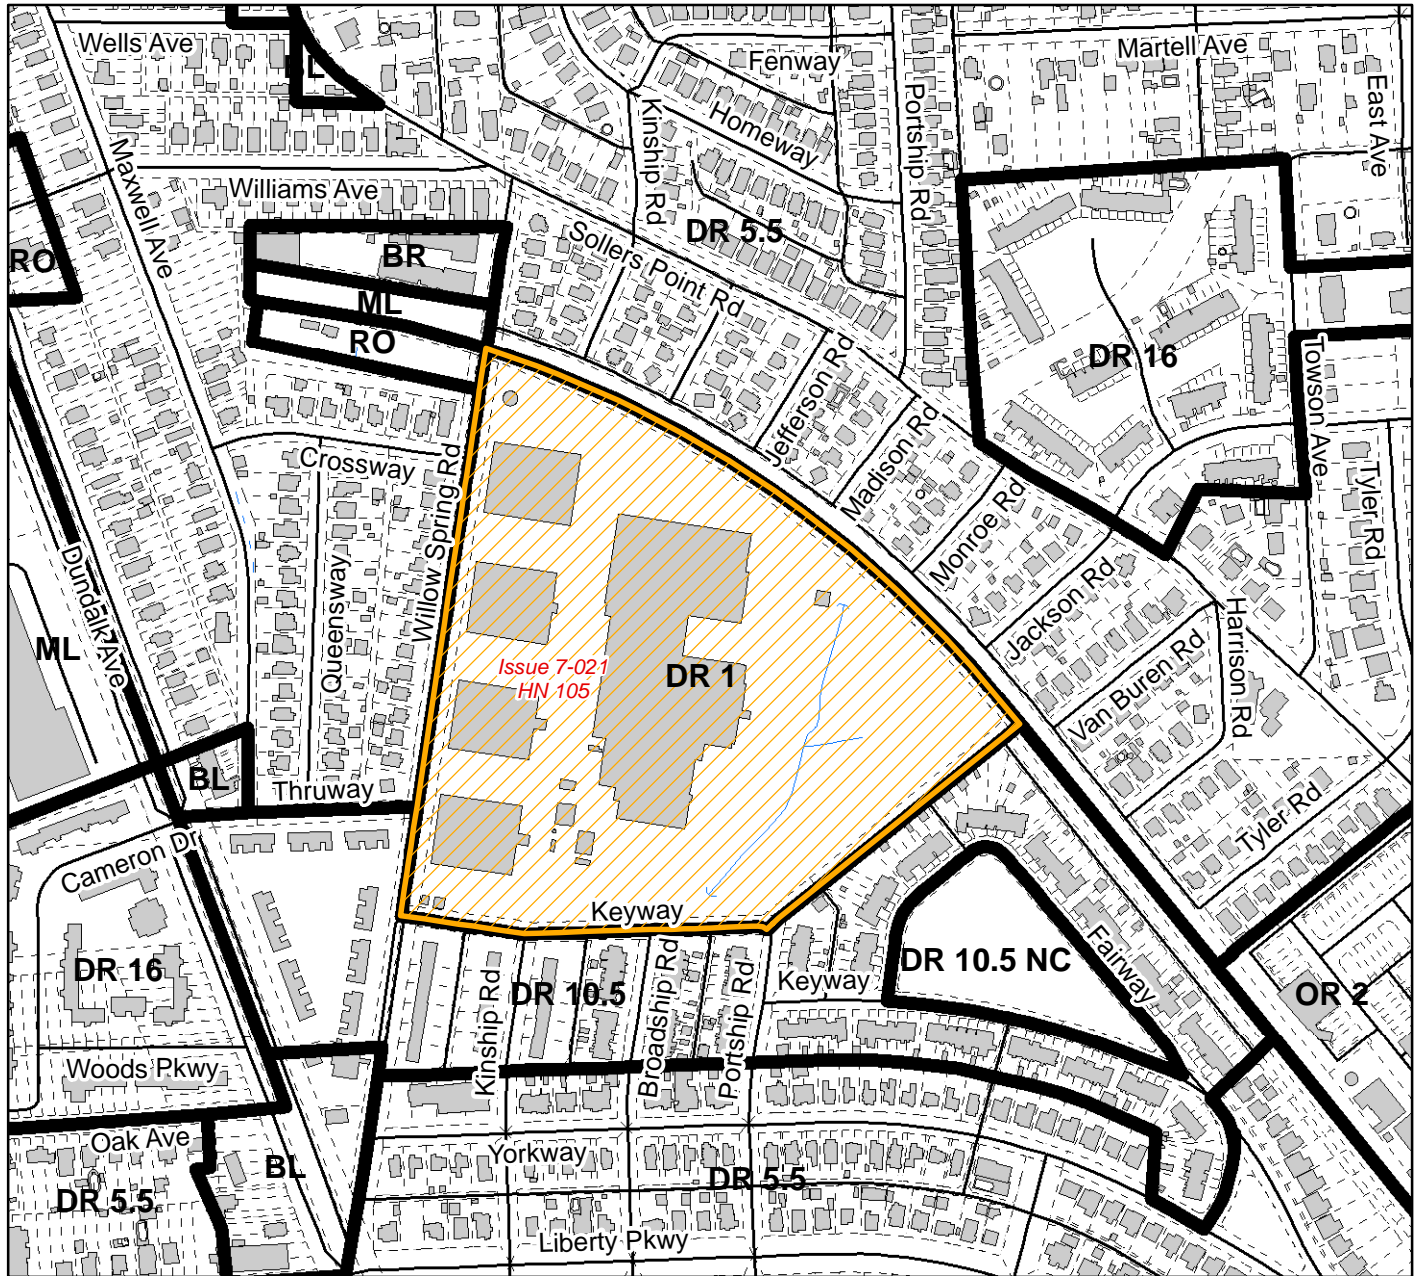 Wells Ave
BL
Fenway
Martell Ave
East Ave
Kinship Rd
Homeway
Portship Rd
Maxwell Ave
Williams Ave
DR 5.5
Sollers Point Rd
RO
BR
ML
RO
DR 16
Towson Ave
Jefferson Rd
Madison Rd
Crossway
Willow Spring Rd
Monroe Rd
Tyler Rd
Queensway
Dundalk Ave
Jackson Rd
Harrison Rd
Van Buren Rd
ML
Issue 7-021
HN 105
DR 1
BL
Thruway
Tyler Rd
Cameron Dr
Keyway
Fairway
DR 16
DR 10.5
Kinship Rd
Broadship Rd
Portship Rd
Keyway
DR 10.5 NC
OR 2
Woods Pkwy
Oak Ave
Yorkway
BL
DR 5.5
DR 5.5
Liberty Pkwy